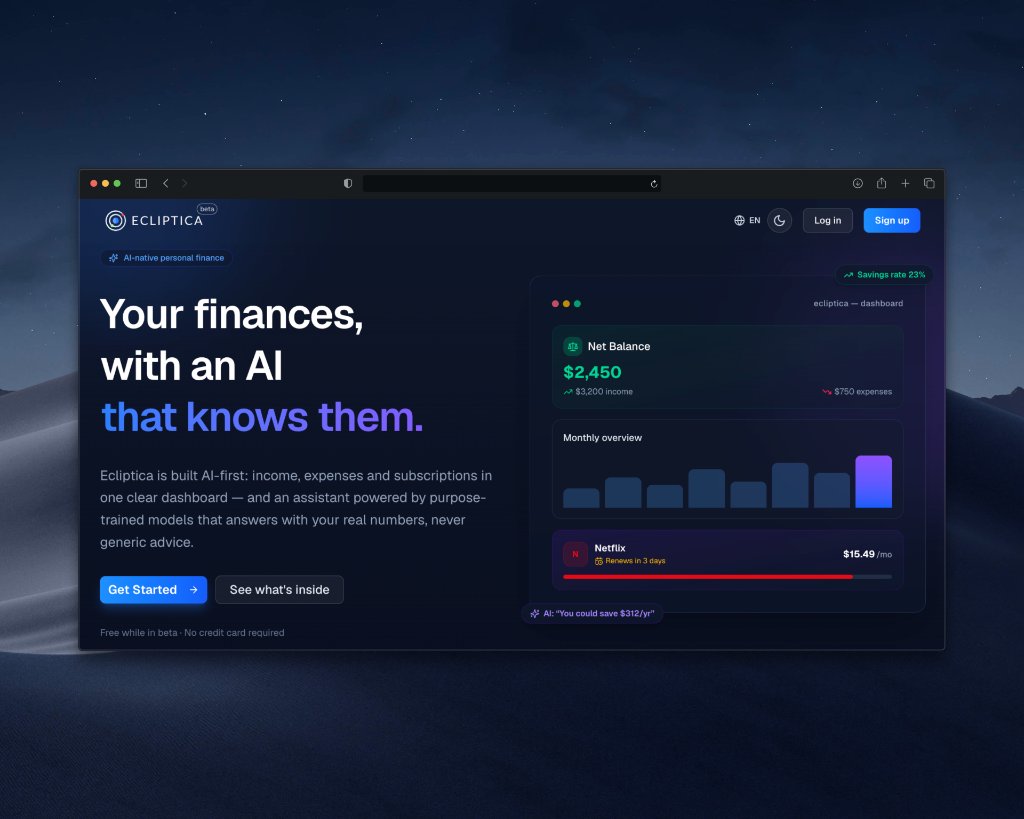 ECLIPTICA beta
EN
Log in
Sign up
AI-native personal finance
Your finances,
with an AI
that knows them.
Ecliptica is built AI-first: income, expenses and subscriptions in
one clear dashboard — and an assistant powered by purpose-
trained models that answers with your real numbers, never
generic advice.
Get Started →
See what's inside
Free while in beta · No credit card required
Savings rate 23%
ecliptica — dashboard
Net Balance
$2,450
$3,200 income
$750 expenses
Monthly overview
N
Netflix
Renews in 3 days
$15.49 /mo
AI: “You could save $312/yr”